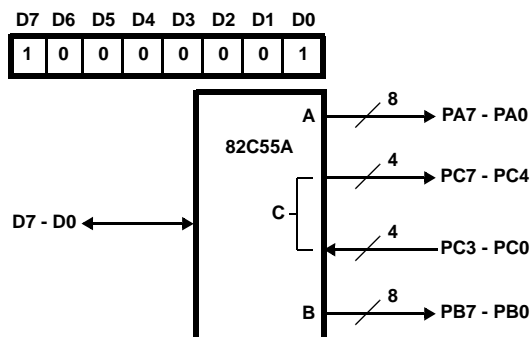 D7 D6 D5 D4 D3 D2 D1 D0
1 0 0 0 0 0 0 1
A 8 PA7 - PA0
82C55A
4 PC7 - PC4
C
D7 - D0
4 PC3 - PC0
B 8 PB7 - PB0